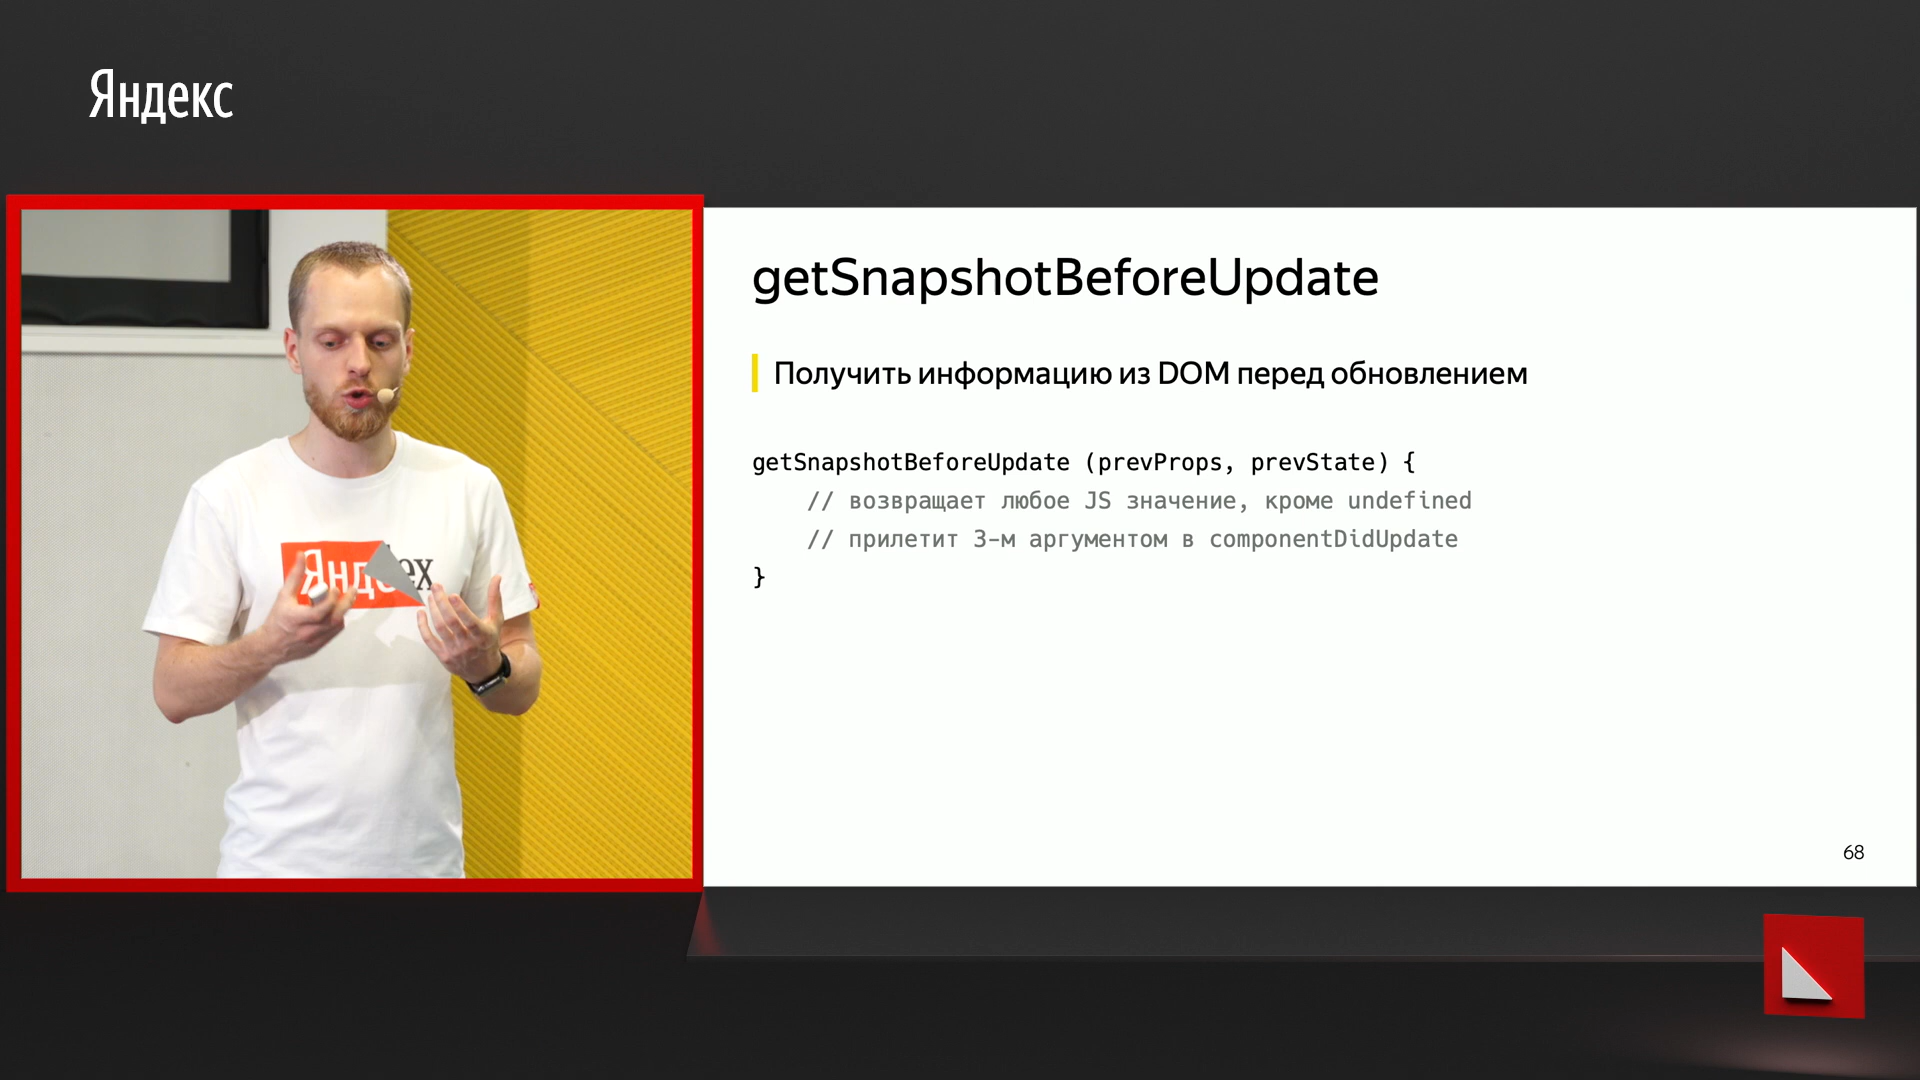 Яндекс
getSnapshotBeforeUpdate
Получить информацию из DOM перед обновлением
getSnapshotBeforeUpdate (prevProps, prevState) {
// возвращает любое JS значение, кроме undefined
// прилетит 3-м аргументом в componentDidUpdate
}
68